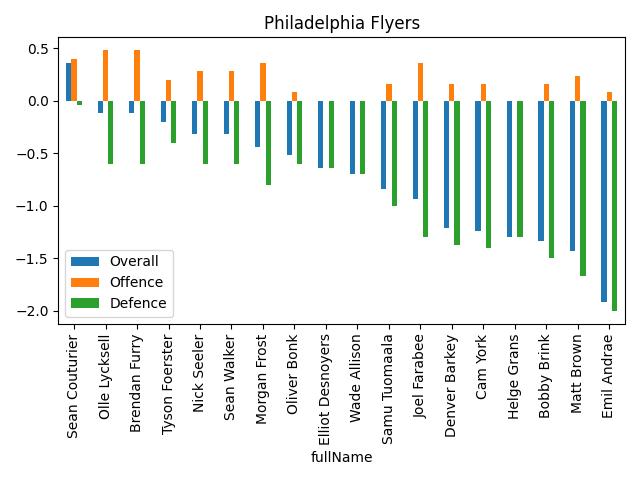 Philadelphia Flyers
0.5
0.0
−0.5
−1.0
−1.5
−2.0
Overall
Offence
Defence
Sean Couturier
Olle Lycksell
Brendan Furry
Tyson Foerster
Nick Seeler
Sean Walker
Morgan Frost
Oliver Bonk
Elliot Desnoyers
Wade Allison
Samu Tuomaala
Joel Farabee
Denver Barkey
Cam York
Helge Grans
Bobby Brink
Matt Brown
Emil Andrae
fullName